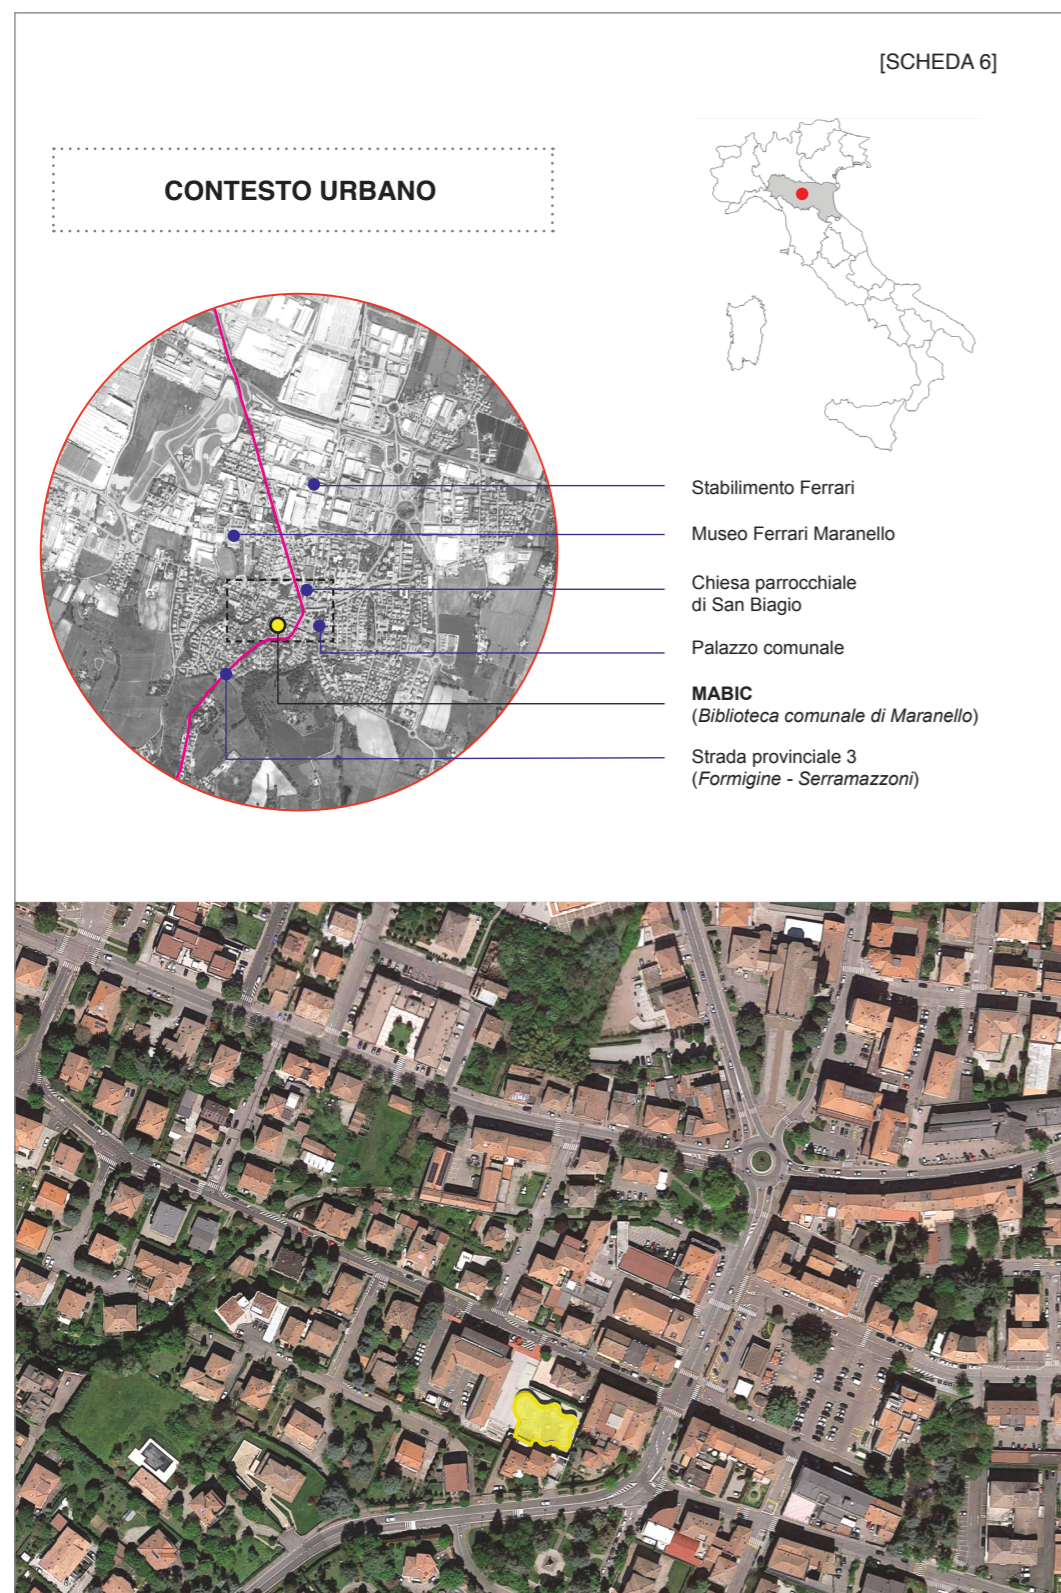 [SCHEDA 6]
CONTESTO URBANO
Stabilimento Ferrari
Museo Ferrari Maranello
Chiesa parrocchiale
di San Biagio
Palazzo comunale
MABIC
(Biblioteca comunale di Maranello)
Strada provinciale 3
(Formigine - Serramazzoni)